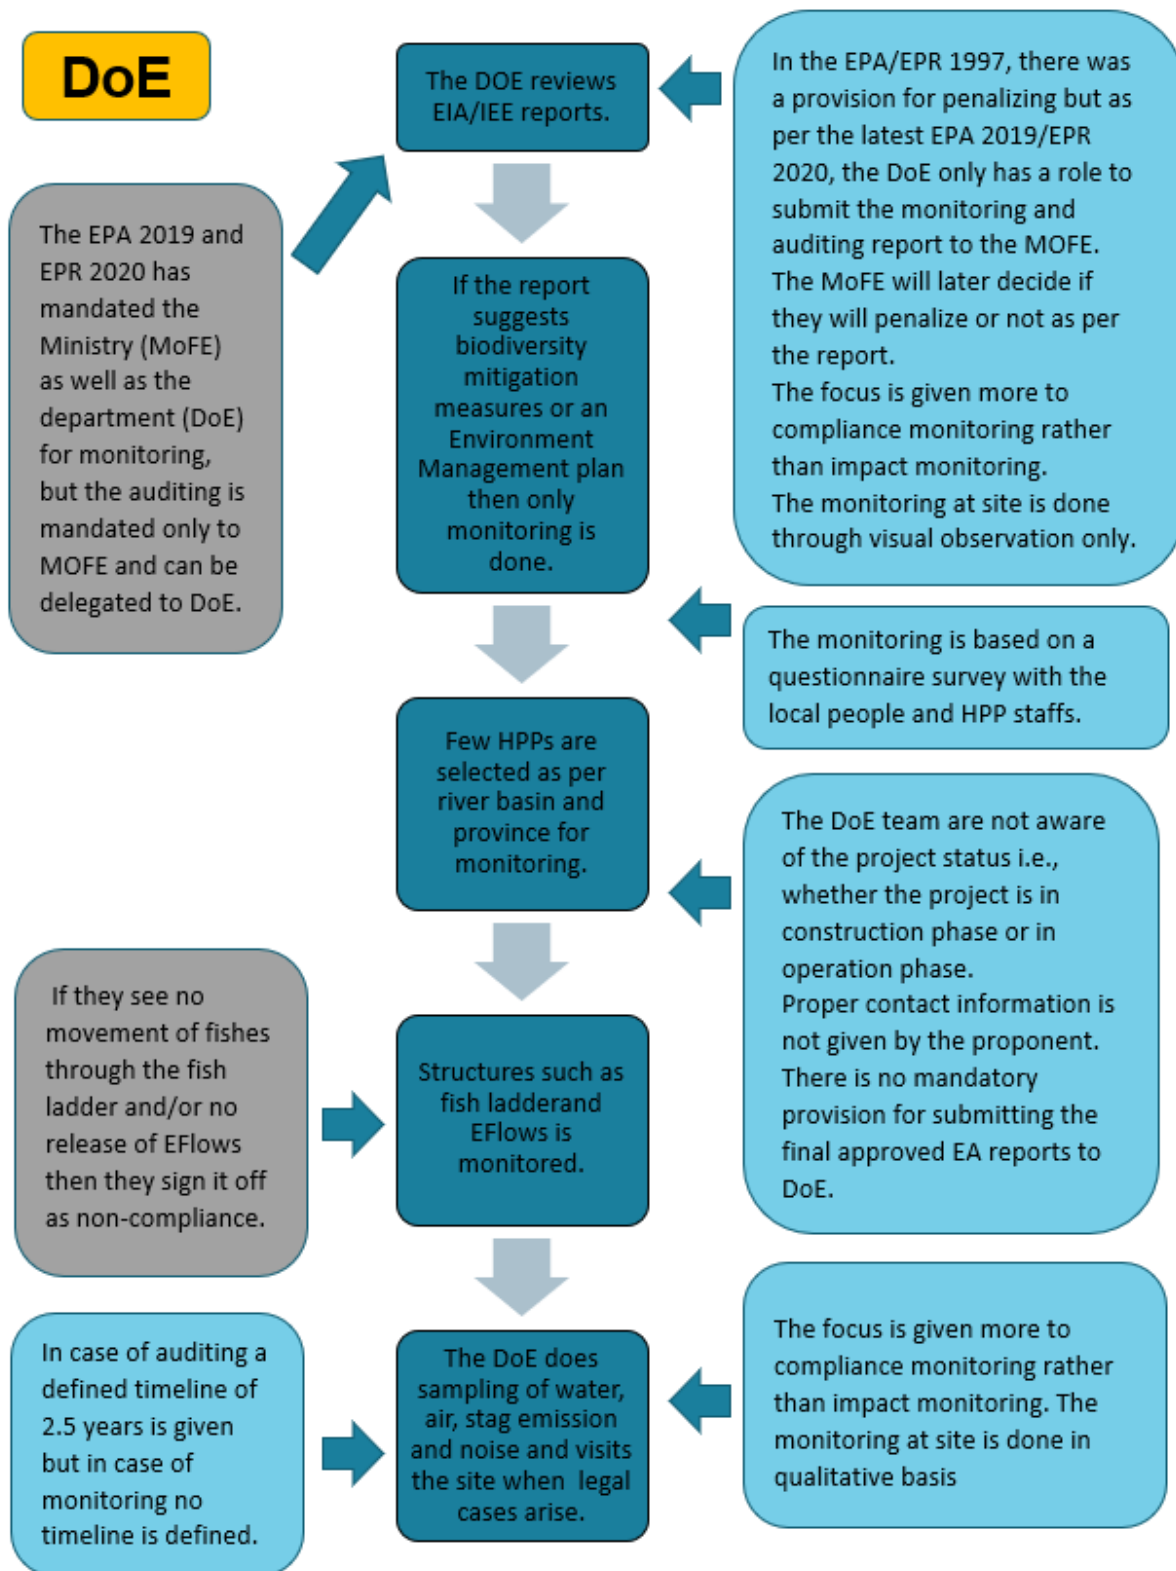 DoE
The DOE reviews
EIA/IEE reports.
In the EPA/EPR 1997, there was
a provision for penalizing but as
per the latest EPA 2019/EPR
2020, the DoE only has a role to
submit the monitoring and
auditing report to the MOFE.
The MoFE will later decide if
they will penalize or not as per
the report.
The focus is given more to
compliance monitoring rather
than impact monitoring.
The monitoring at site is done
through visual observation only.
The EPA 2019 and
EPR 2020 has
mandated the
Ministry (MoFE)
as well as the
department (DoE)
for monitoring,
but the auditing is
mandated only to
MOFE and can be
delegated to DoE.
If the report
suggests
biodiversity
mitigation
measures or an
Environment
Management plan
then only
monitoring is
done.
The monitoring is based on a
questionnaire survey with the
local people and HPP staffs.
Few HPPs are
selected as per
river basin and
province for
monitoring.
The DoE team are not aware
of the project status i.e.,
whether the project is in
construction phase or in
operation phase.
Proper contact information is
not given by the proponent.
There is no mandatory
provision for submitting the
final approved EA reports to
DoE.
If they see no
movement of fishes
through the fish
ladder and/or no
release of EFlows
then they sign it off
as non-compliance.
Structures such as
fish ladderand
EFlows is
monitored.
In case of auditing a
defined timeline of
2.5 years is given
but in case of
monitoring no
timeline is defined.
The DoE does
sampling of water,
air, stag emission
and noise and visits
the site when legal
cases arise.
The focus is given more to
compliance monitoring rather
than impact monitoring. The
monitoring at site is done in
qualitative basis